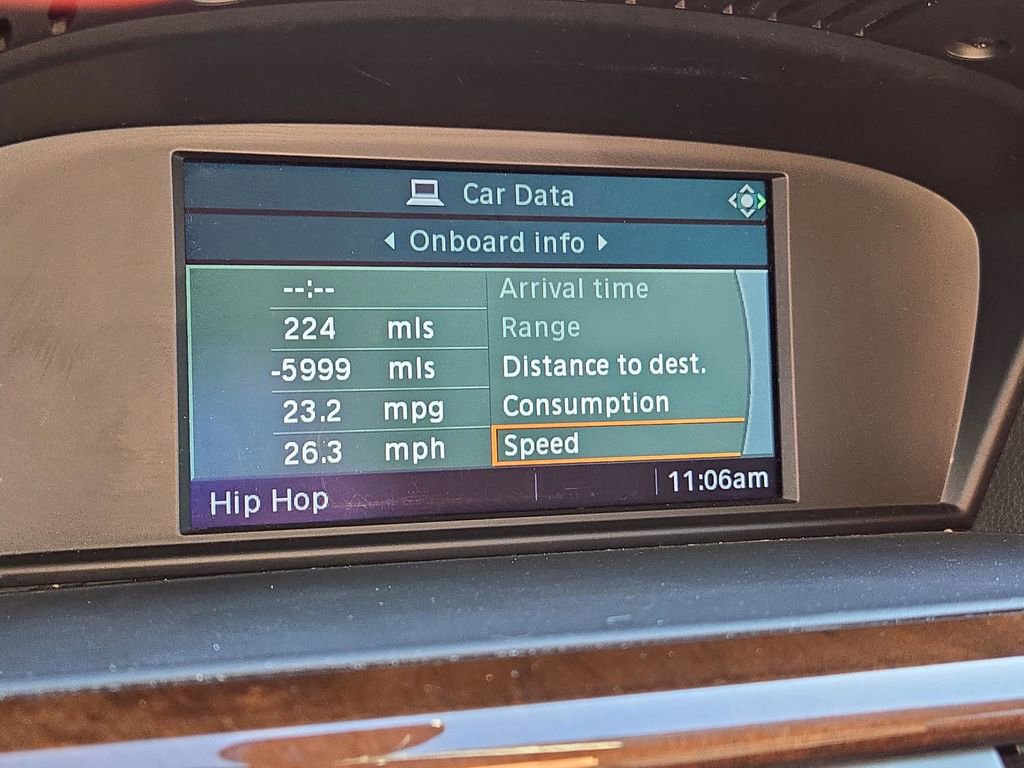 Car Data
Onboard info
--:-- Arrival time
224 mls Range
-5999 mls Distance to dest.
23.2 mpg Consumption
26.3 mph Speed
Hip Hop 11:06am